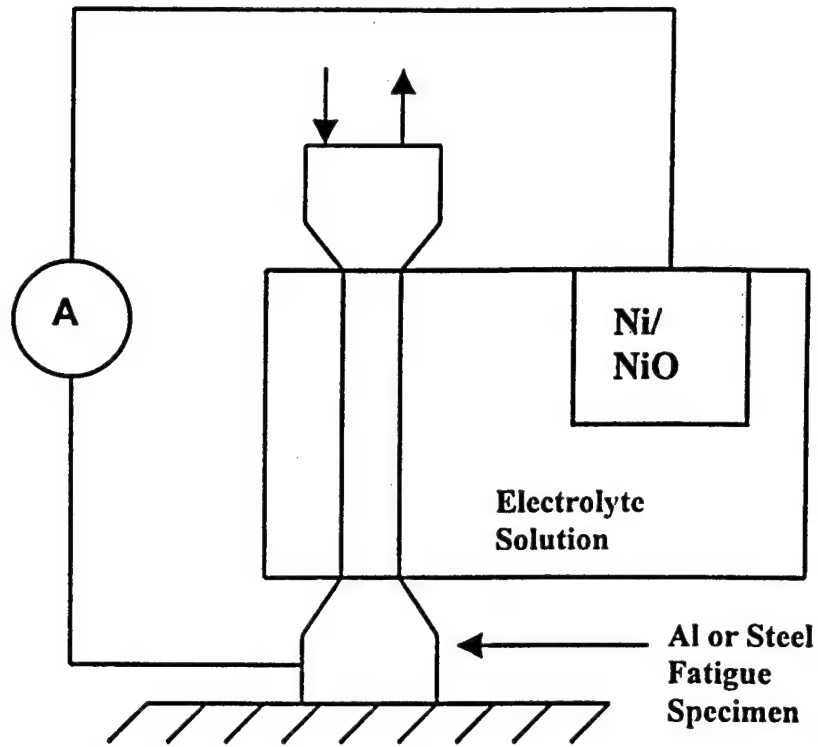 A
Ni/
NiO
Electrolyte
Solution
Al or Steel
Fatigue
Specimen